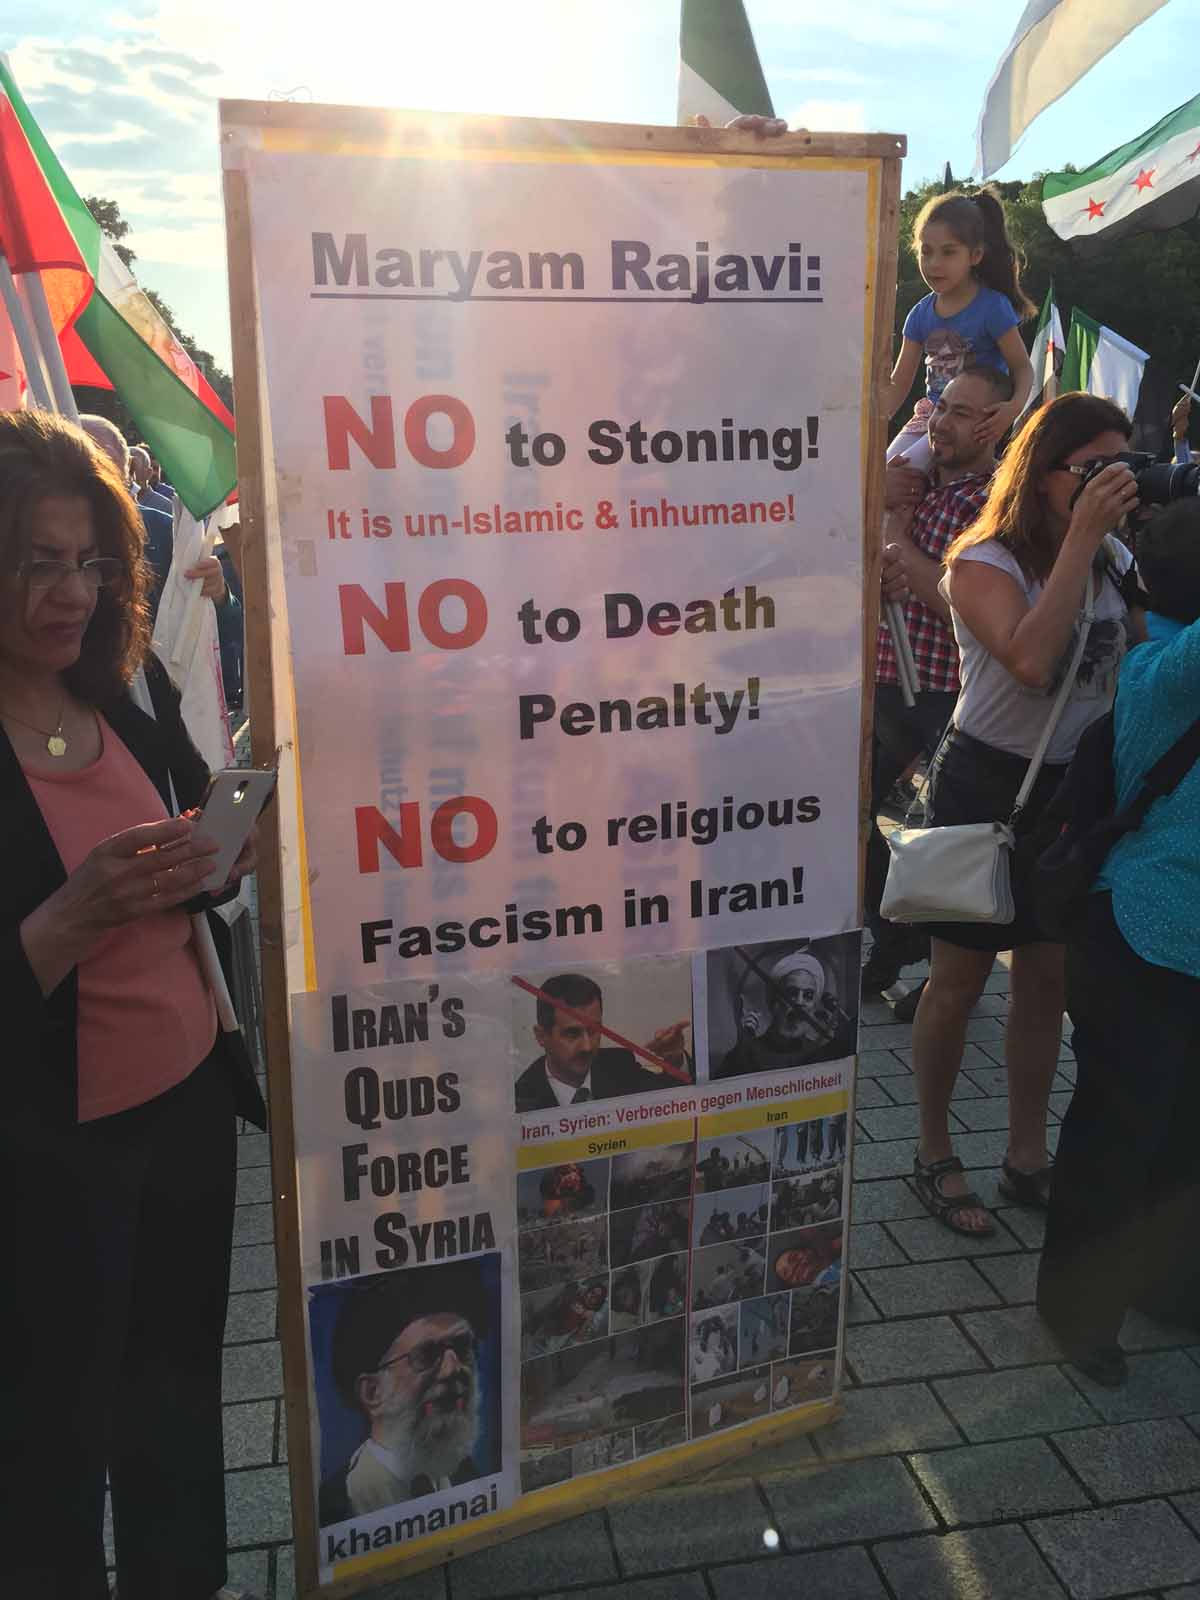 Maryam Rajavi:
NO to Stoning!
It is un-Islamic & inhumane!
NO to Death
Penalty!
NO to religious
Fascism in Iran!
IRAN'S
QUDS
FORCE
IN SYRIA
khamanai
Iran, Syrien: Verbrechen gegen Menschlichkeit
Syrien
Iran